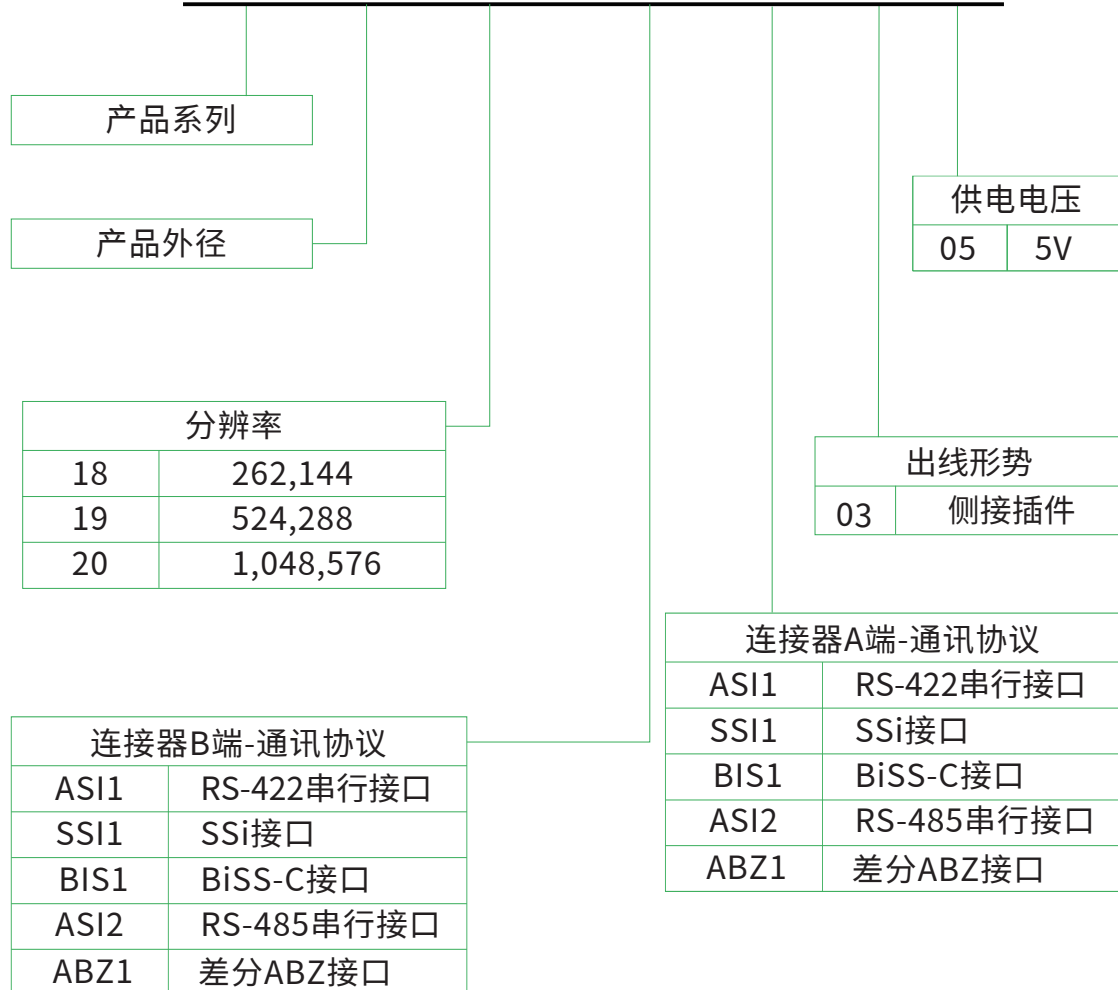 产品系列
产品外径
供电电压
05 5V
分辨率
18 262,144
19 524,288
20 1,048,576
出线形势
03 侧接插件
连接器A端-通讯协议
ASI1 RS-422串行接口
SSI1 SSi接口
BIS1 BiSS-C接口
ASI2 RS-485串行接口
ABZ1 差分ABZ接口
连接器B端-通讯协议
ASI1 RS-422串行接口
SSI1 SSi接口
BIS1 BiSS-C接口
ASI2 RS-485串行接口
ABZ1 差分ABZ接口